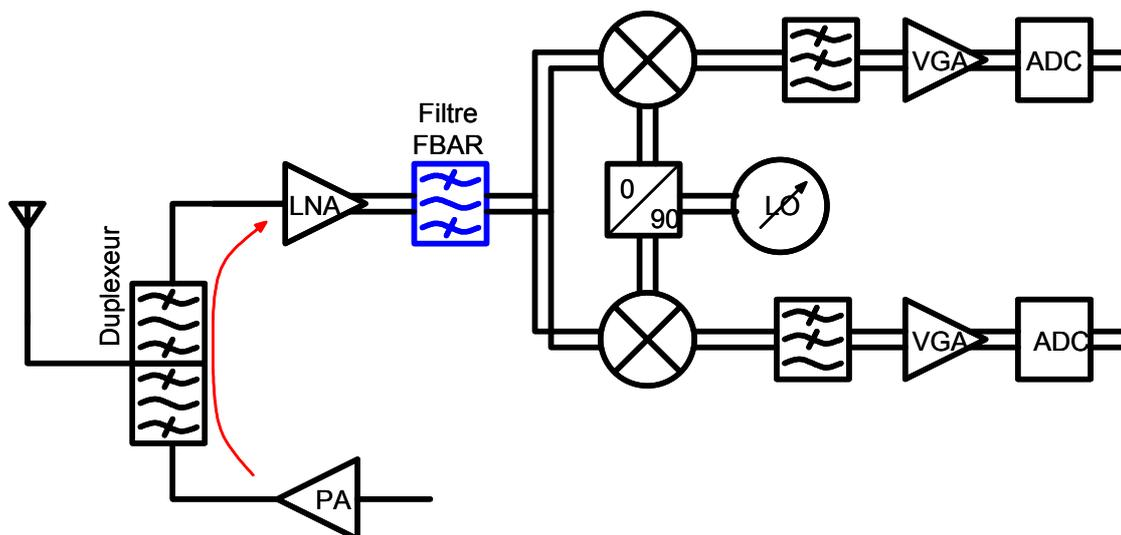 VGA
ADC
Filtre
FBAR
LNA
0
90
LO
Duplexeur
VGA
ADC
PA